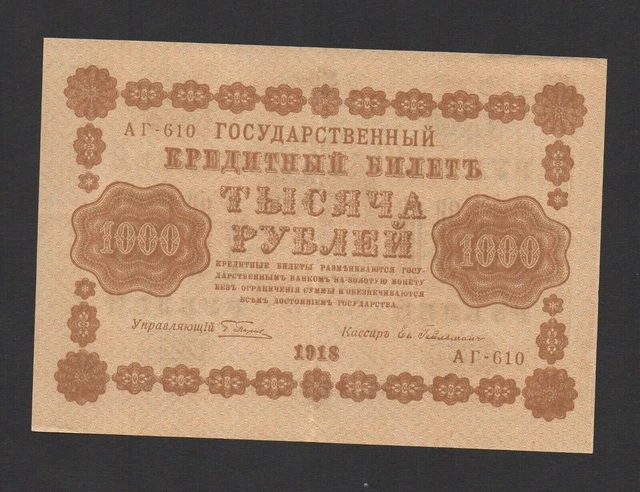 АГ-610 ГОСУДАРСТВЕННЫЙ
КРЕДИТНЫЙ БИЛЕТЪ
ТЫСЯЧА
РУБЛЕЙ
1000
1000
КРЕДИТНЫЕ БИЛЕТЫ РАЗМѢНИВАЮТСЯ ГОСУ-
ДАРСТВЕННЫМЪ БАНКОМЪ НА ЗОЛОТУЮ МОНЕТУ
БЕЗЪ ОГРАНИЧЕНІЯ СУММЫ И ОБЕЗПЕЧИВАЮТСЯ
ВСѢМЪ ДОСТОЯНІЕМЪ ГОСУДАРСТВА.
Управляющій
Кассиръ
1918
АГ-610